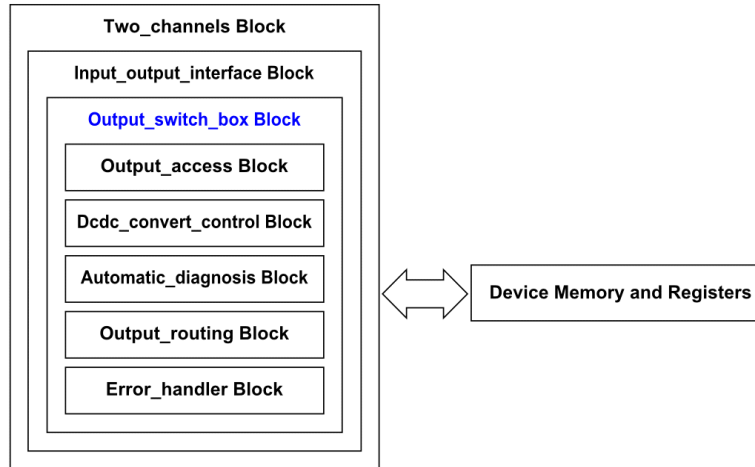 Two_channels Block
Input_output_interface Block
Output_switch_box Block
Output_access Block
Dcdc_convert_control Block
Automatic_diagnosis Block
Output_routing Block
Error_handler Block
Device Memory and Registers